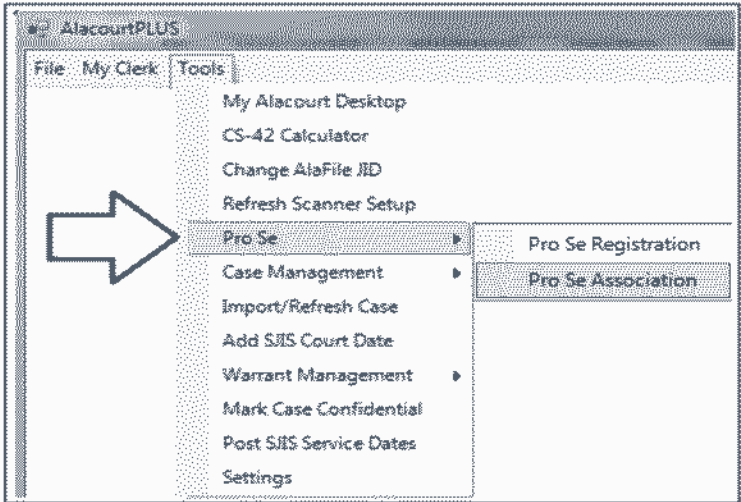 AlacourtPLUS
File My Clerk Tools
My Alacourt Desktop
CS-42 Calculator
Change AlaFile JID
Refresh Scanner Setup
Pro Se
Pro Se Registration
Case Management
Pro Se Association
Import/Refresh Case
Add SJIS Court Date
Warrant Management
Mark Case Confidential
Post SJIS Service Dates
Settings